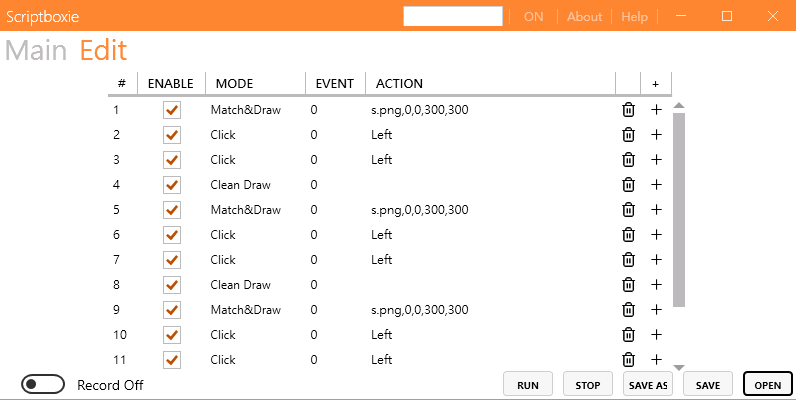 Scriptboxie ON About Help
Main Edit
# ENABLE MODE EVENT ACTION +
1 Match&Draw 0 s.png,0,0,300,300 +
2 Click 0 Left +
3 Click 0 Left +
4 Clean Draw 0 +
5 Match&Draw 0 s.png,0,0,300,300 +
6 Click 0 Left +
7 Click 0 Left +
8 Clean Draw 0 +
9 Match&Draw 0 s.png,0,0,300,300 +
10 Click 0 Left +
11 Click 0 Left +
Record Off RUN STOP SAVE AS SAVE OPEN